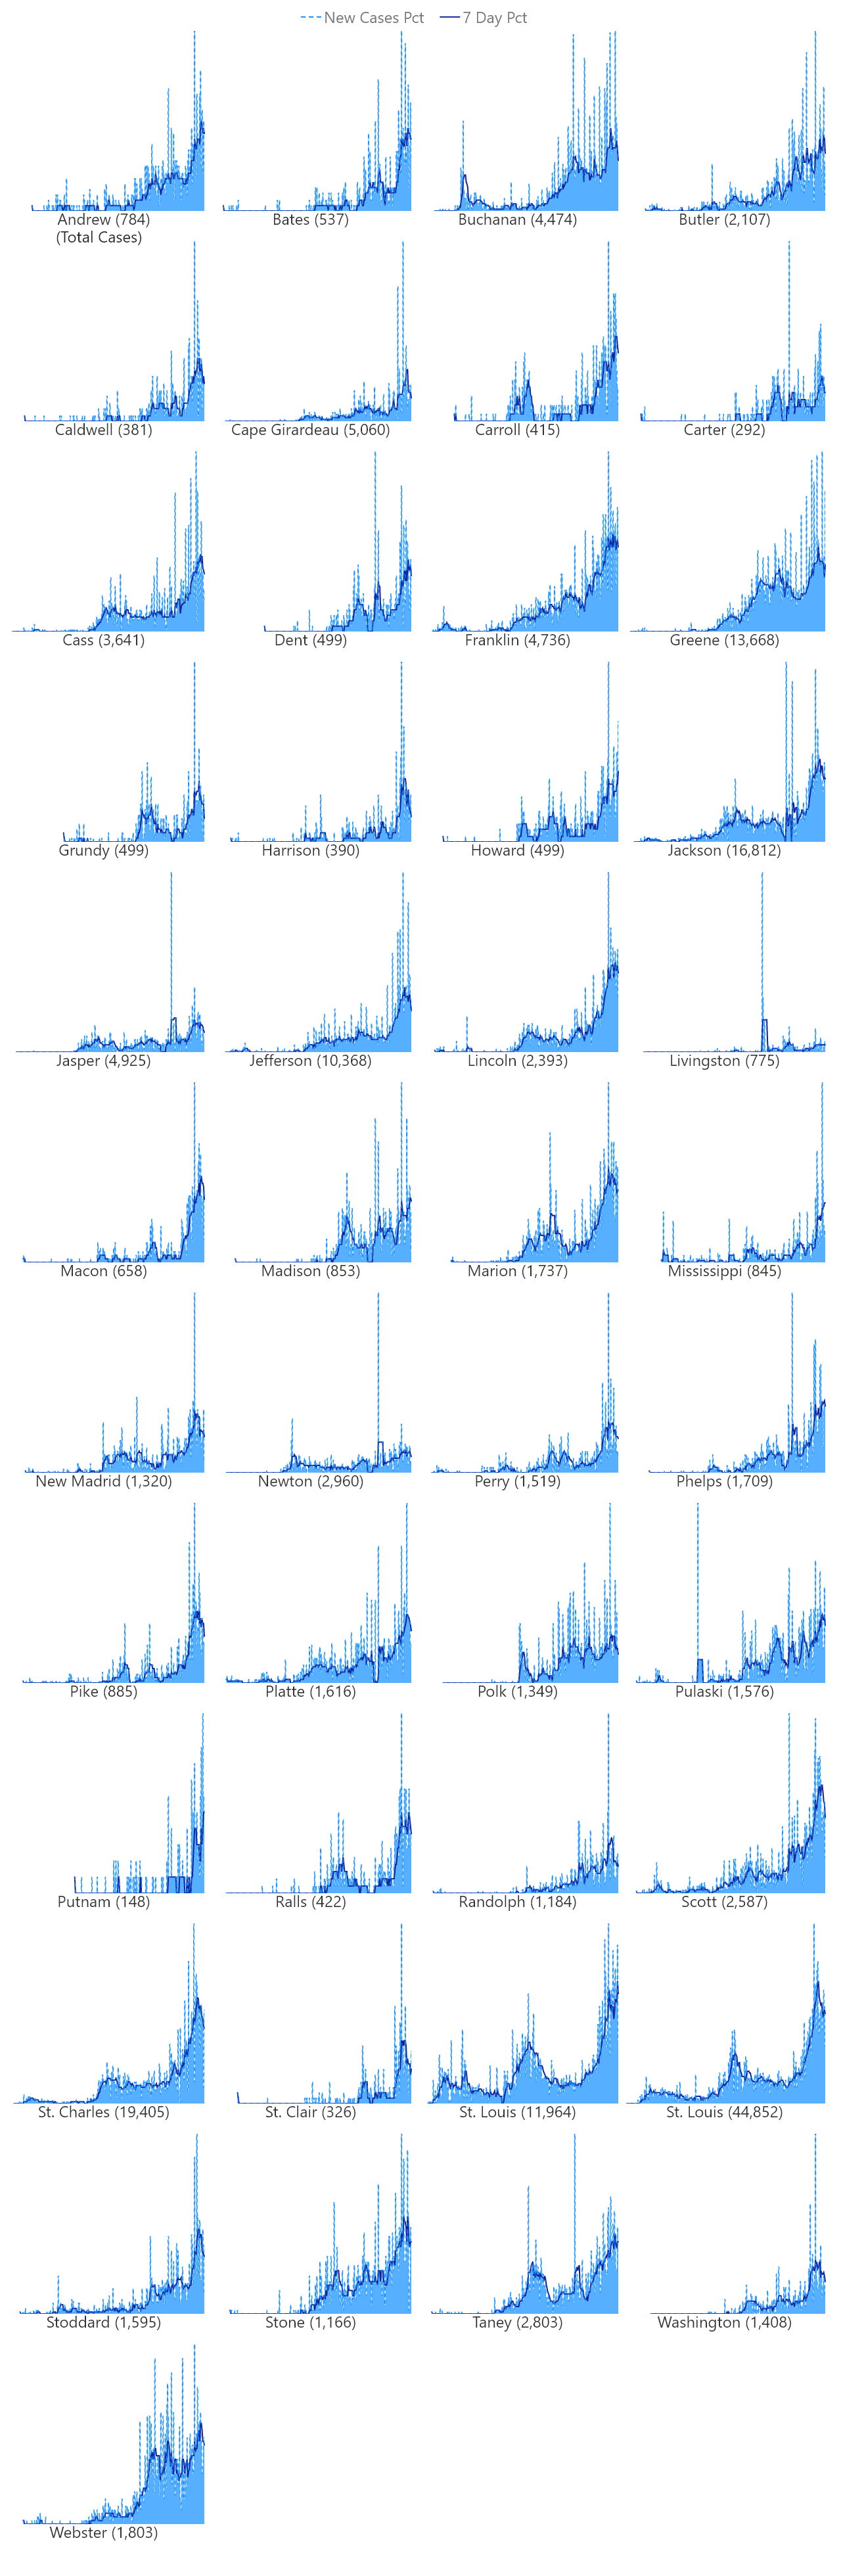 New Cases Pct 7 Day Pct
Andrew (784) Bates (537) Buchanan (4,474) Butler (2,107)
(Total Cases)
Caldwell (381) Cape Girardeau (5,060) Carroll (415) Carter (292)
Cass (3,641) Dent (499) Franklin (4,736) Greene (13,668)
Grundy (499) Harrison (390) Howard (499) Jackson (16,812)
Jasper (4,925) Jefferson (10,368) Lincoln (2,393) Livingston (775)
Macon (658) Madison (853) Marion (1,737) Mississippi (845)
New Madrid (1,320) Newton (2,960) Perry (1,519) Phelps (1,709)
Pike (885) Platte (1,616) Polk (1,349) Pulaski (1,576)
Putnam (148) Ralls (422) Randolph (1,184) Scott (2,587)
St. Charles (19,405) St. Clair (326) St. Louis (11,964) St. Louis (44,852)
Stoddard (1,595) Stone (1,166) Taney (2,803) Washington (1,408)
Webster (1,803)